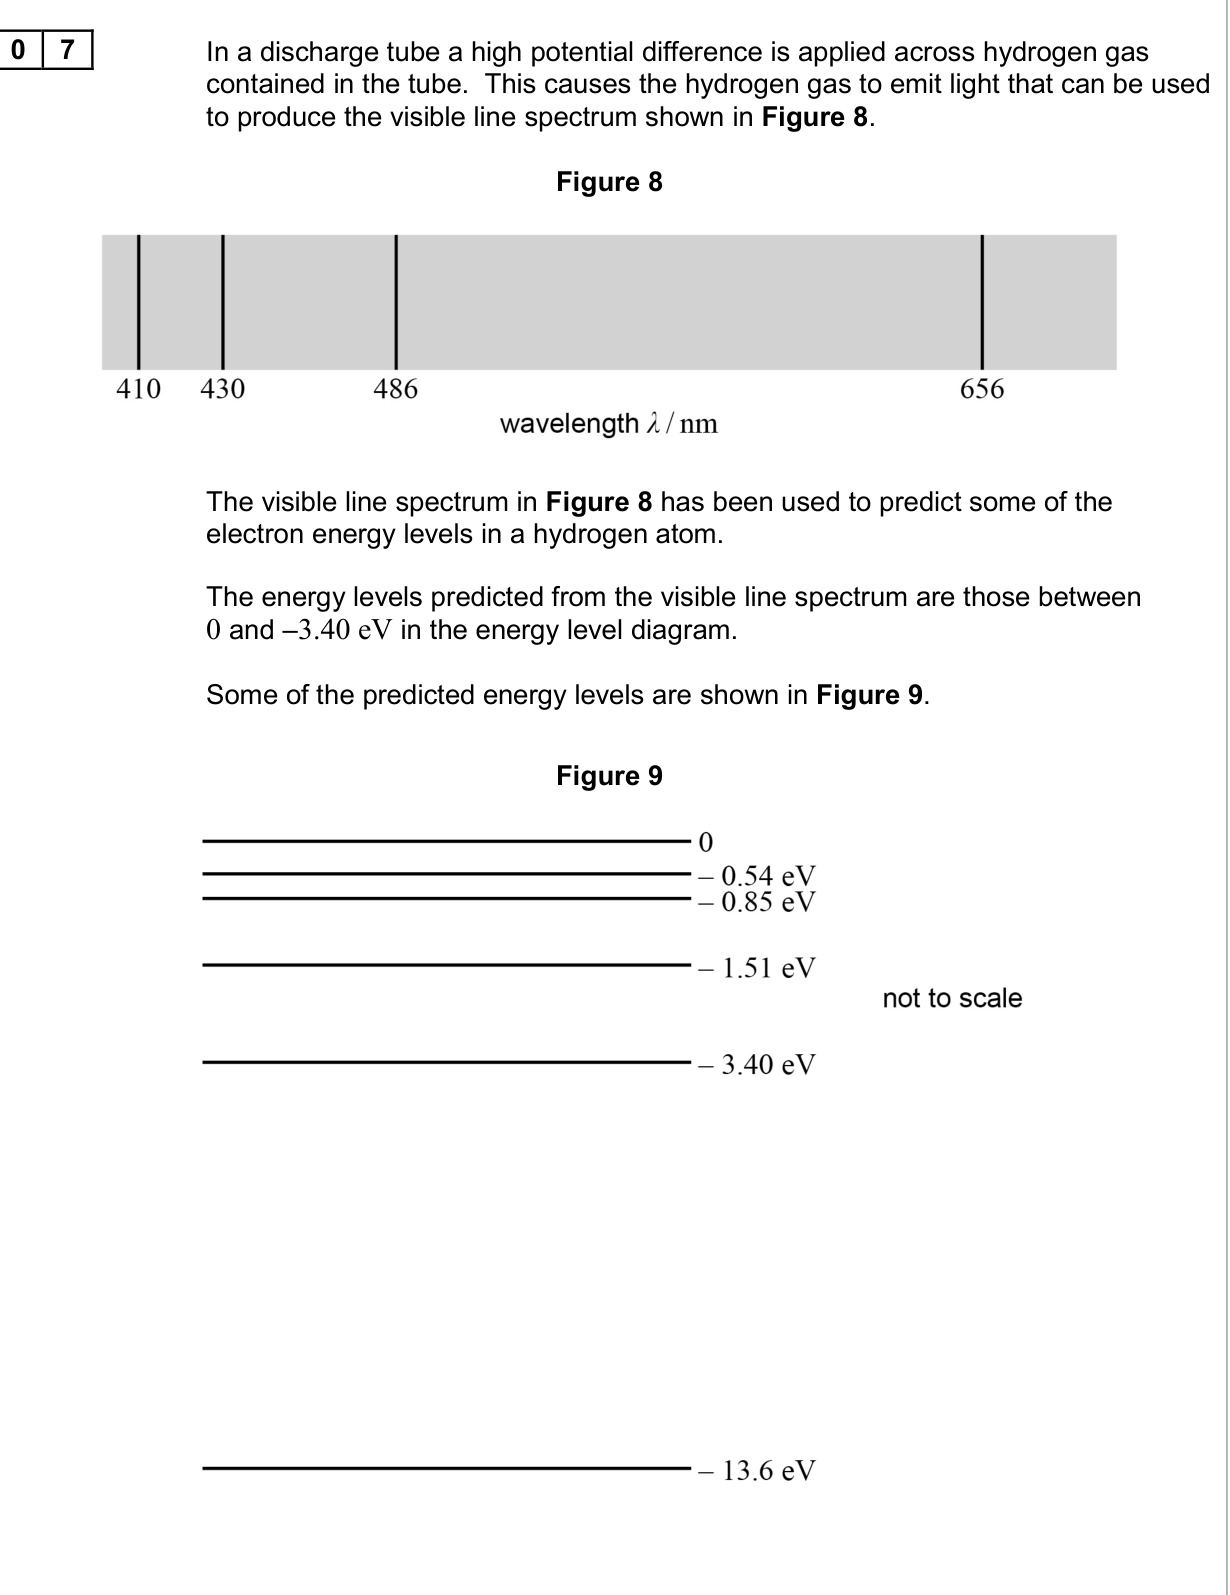 0 7
In a discharge tube a high potential difference is applied across hydrogen gas
contained in the tube. This causes the hydrogen gas to emit light that can be used
to produce the visible line spectrum shown in Figure 8.
Figure 8
410 430 486 656
wavelength λ / nm
The visible line spectrum in Figure 8 has been used to predict some of the
electron energy levels in a hydrogen atom.
The energy levels predicted from the visible line spectrum are those between
0 and –3.40 eV in the energy level diagram.
Some of the predicted energy levels are shown in Figure 9.
Figure 9
0
– 0.54 eV
– 0.85 eV
– 1.51 eV
not to scale
– 3.40 eV
– 13.6 eV